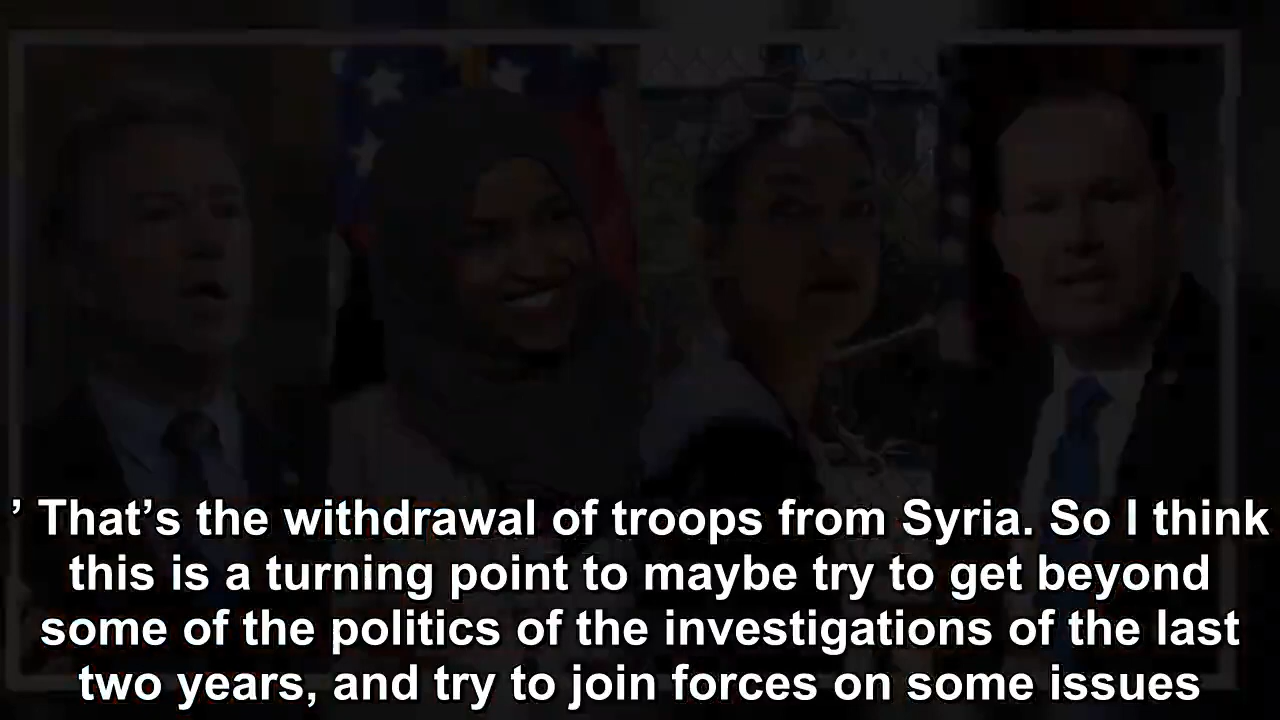 ’ That’s the withdrawal of troops from Syria. So I think
this is a turning point to maybe try to get beyond
some of the politics of the investigations of the last
two years, and try to join forces on some issues